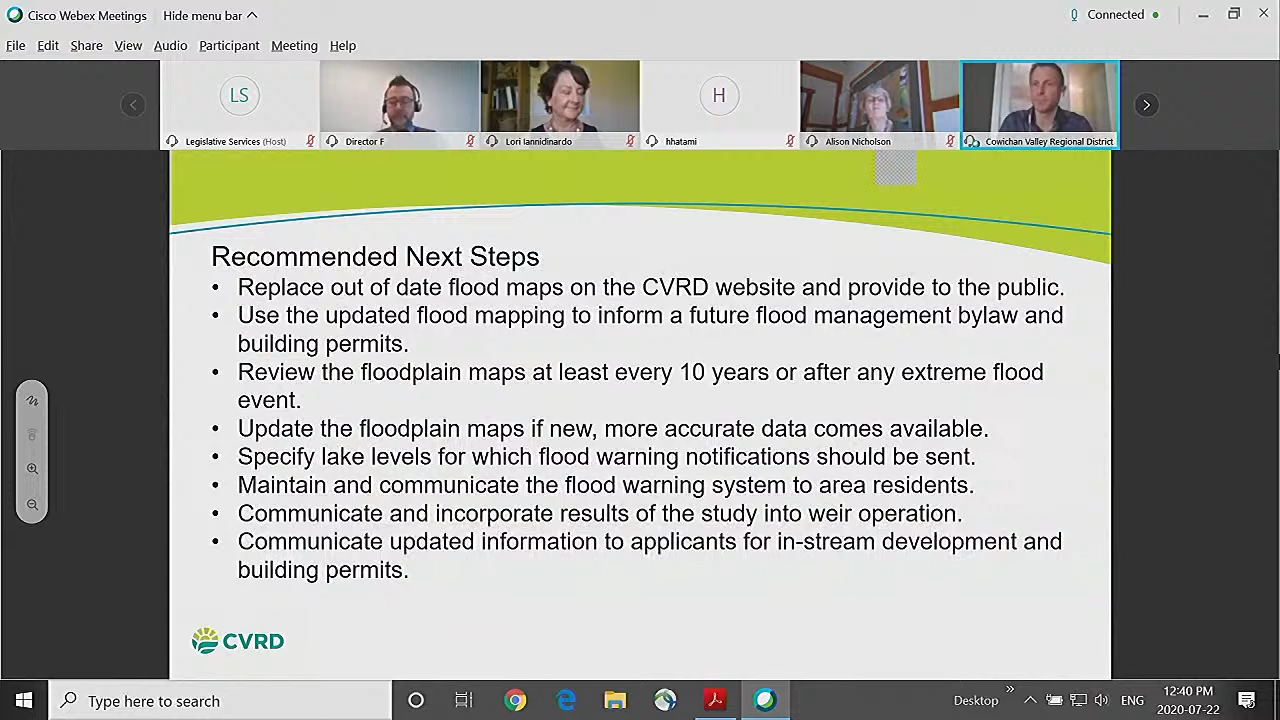 Cisco Webex Meetings
Hide menu bar
Connected
File Edit Share View Audio Participant Meeting Help
LS
H
Legislative Services (Host)
Director F
Lori Iannidinardo
hhatami
Alison Nicholson
Cowichan Valley Regional District
Recommended Next Steps
• Replace out of date flood maps on the CVRD website and provide to the public.
• Use the updated flood mapping to inform a future flood management bylaw and
building permits.
• Review the floodplain maps at least every 10 years or after any extreme flood
event.
• Update the floodplain maps if new, more accurate data comes available.
• Specify lake levels for which flood warning notifications should be sent.
• Maintain and communicate the flood warning system to area residents.
• Communicate and incorporate results of the study into weir operation.
• Communicate updated information to applicants for in-stream development and
building permits.
CVRD
Type here to search
Desktop
ENG
12:40 PM
2020-07-22